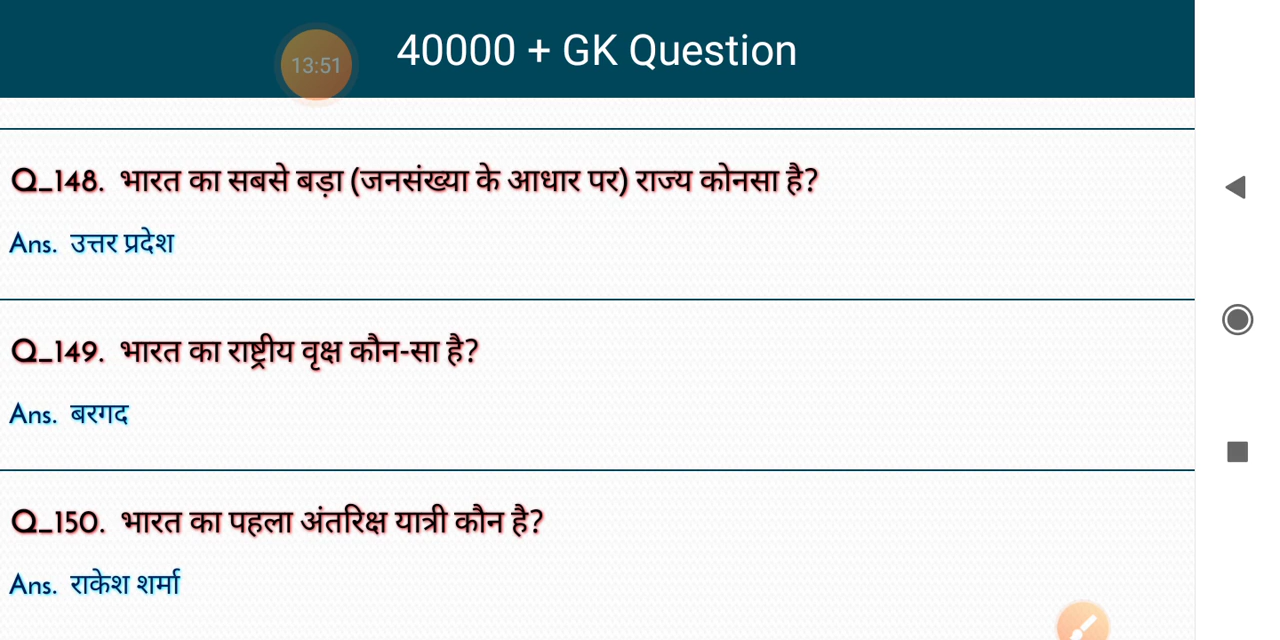 40000 + GK Question
13:51
Q_148. भारत का सबसे बड़ा (जनसंख्या के आधार पर) राज्य कोनसा है?
Ans. उत्तर प्रदेश
Q_149. भारत का राष्ट्रीय वृक्ष कौन-सा है?
Ans. बरगद
Q_150. भारत का पहला अंतरिक्ष यात्री कौन है?
Ans. राकेश शर्मा